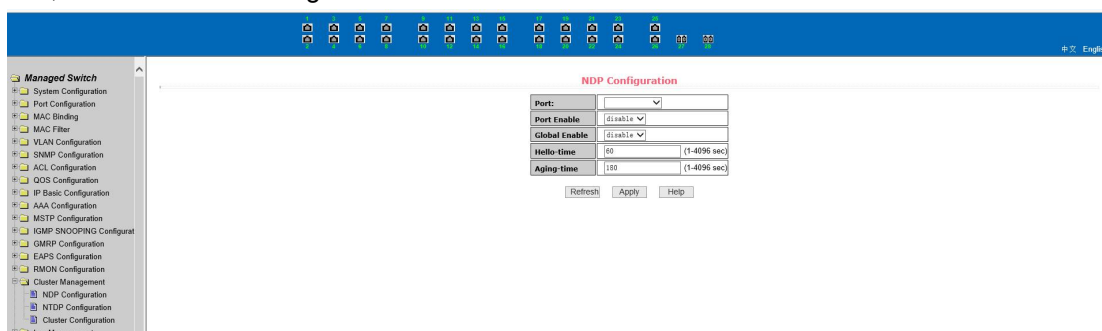 1 3 5 7 9 11 13 15 17 19 21 23 25
2 4 6 8 10 12 14 16 18 20 22 24 26 27 28
中文 Englis
Managed Switch
System Configuration
Port Configuration
MAC Binding
MAC Filter
VLAN Configuration
SNMP Configuration
ACL Configuration
QOS Configuration
IP Basic Configuration
AAA Configuration
MSTP Configuration
IGMP SNOOPING Configurat
GMRP Configuration
EAPS Configuration
RMON Configuration
Cluster Management
NDP Configuration
NTDP Configuration
Cluster Configuration
NDP Configuration
Port:
Port Enable disable
Global Enable disable
Hello-time 60 (1-4096 sec)
Aging-time 180 (1-4096 sec)
Refresh Apply Help